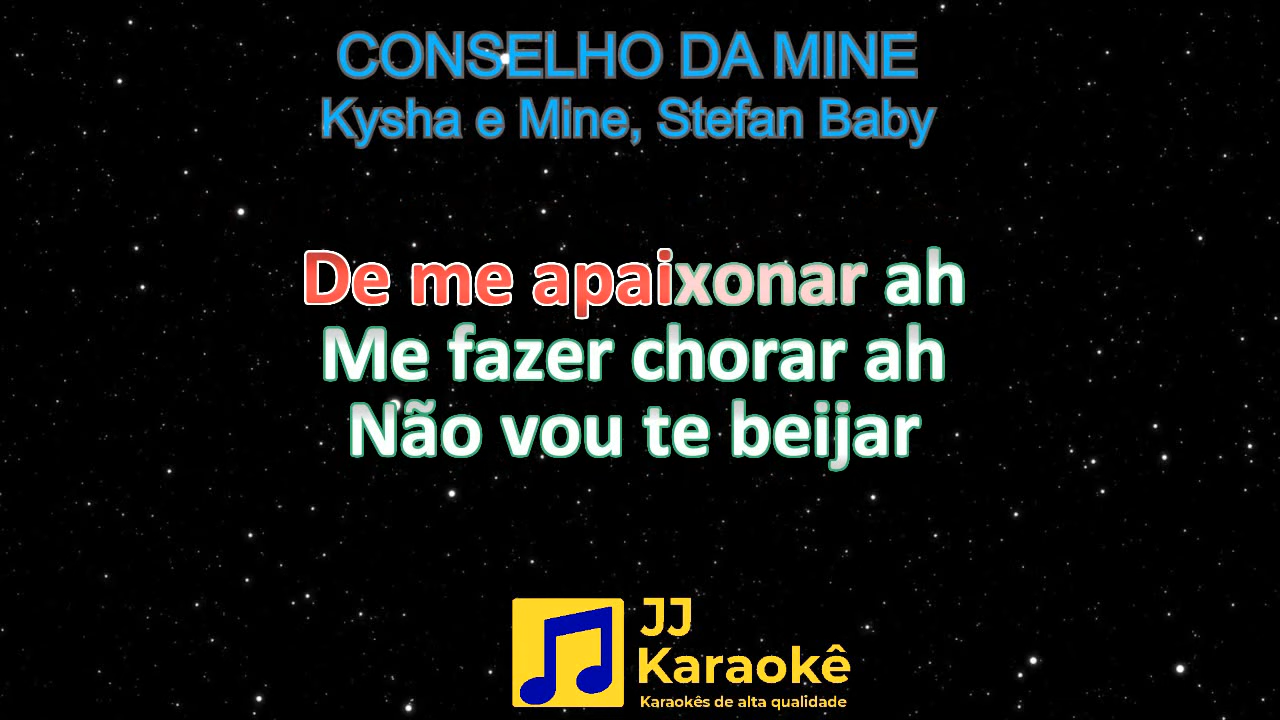 CONSELHO DA MINE
Kysha e Mine, Stefan Baby
De me apaixonar ah
Me fazer chorar ah
Não vou te beijar
JJ
Karaokê
Karaokês de alta qualidade